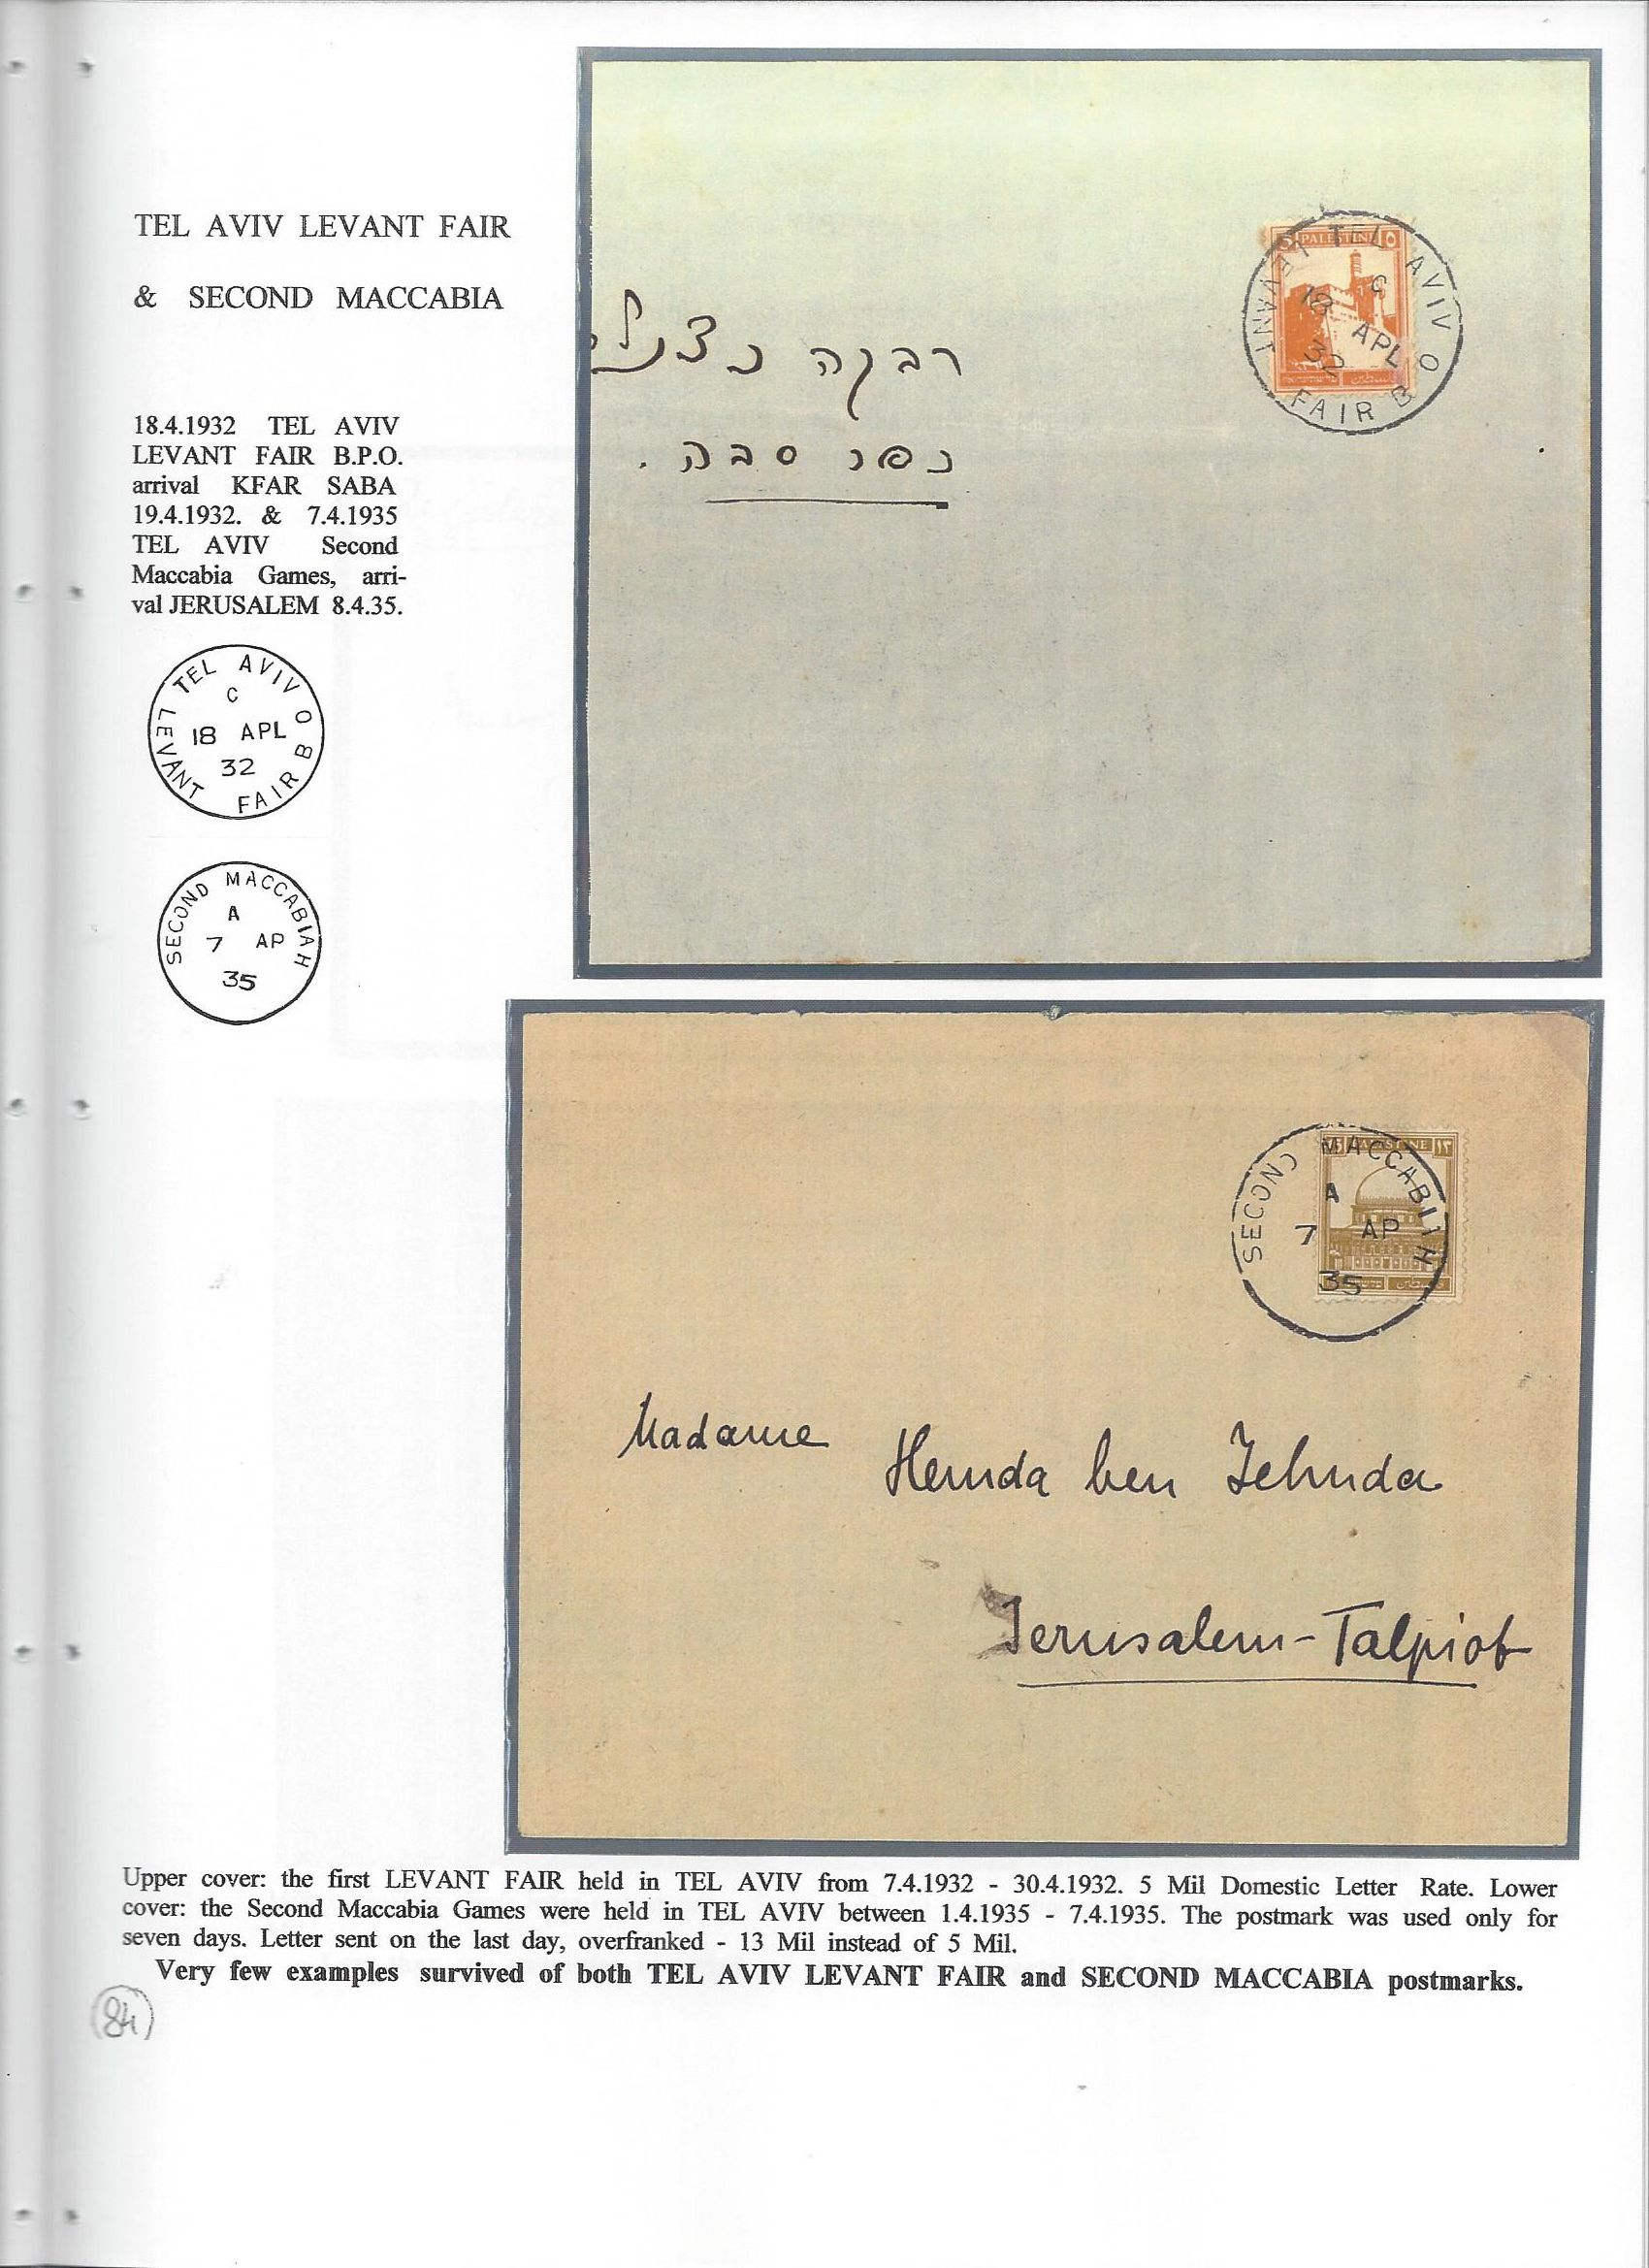 TEL AVIV LEVANT FAIR
& SECOND MACCABIA
18.4.1932 TEL AVIV
LEVANT FAIR B.P.O.
arrival KFAR SABA
19.4.1932. & 7.4.1935
TEL AVIV Second
Maccabia Games, arri-
val JERUSALEM 8.4.35.
TEL AVIV
C
18 APL
32
LEVANT FAIR B O
SECOND MACCABIAH
A
7 AP
35
PALESTINE
TEL AVIV
C
18 APL
32
LEVANT FAIR B O
רבקה
כפר סבה.
SECOND MACCABIAH
A
7 AP
35
Madame
Hemda ben Jehuda
Jerusalem-Talpiot
Upper cover: the first LEVANT FAIR held in TEL AVIV from 7.4.1932 - 30.4.1932. 5 Mil Domestic Letter Rate. Lower
cover: the Second Maccabia Games were held in TEL AVIV between 1.4.1935 - 7.4.1935. The postmark was used only for
seven days. Letter sent on the last day, overfranked - 13 Mil instead of 5 Mil.
Very few examples survived of both TEL AVIV LEVANT FAIR and SECOND MACCABIA postmarks.
84